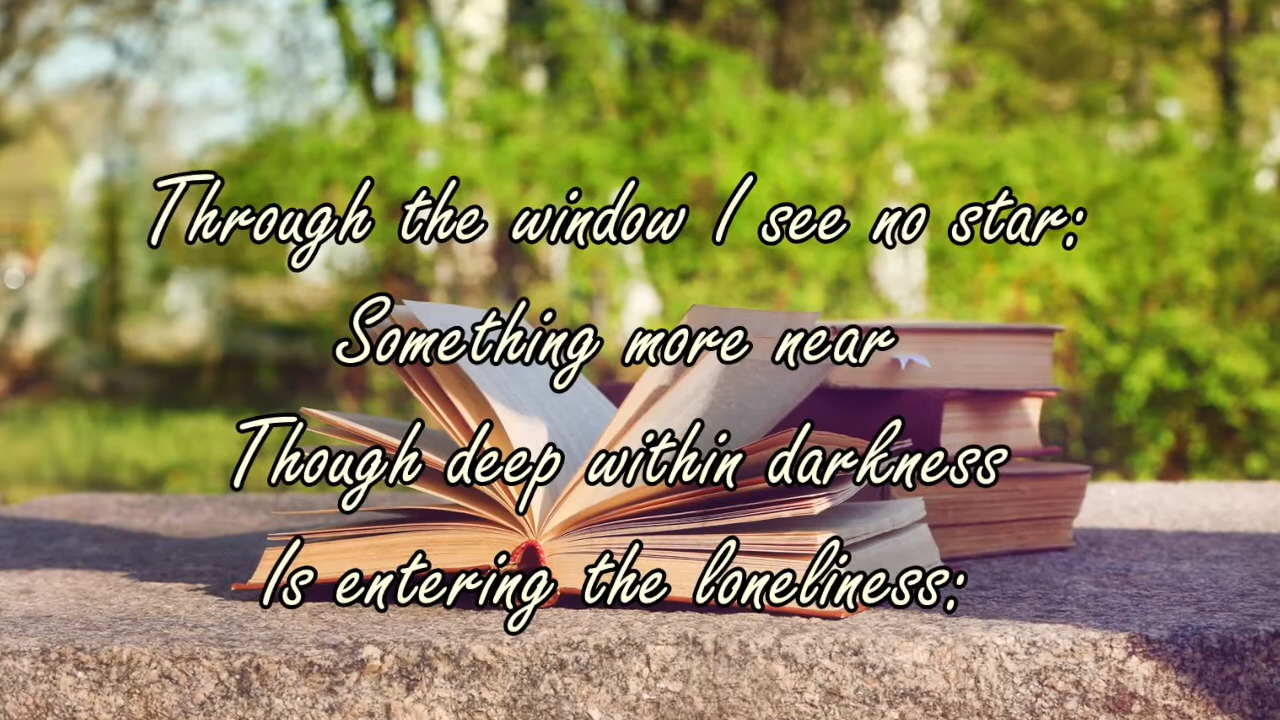 Through the window I see no star:
Something more near
Though deep within darkness
Is entering the loneliness: